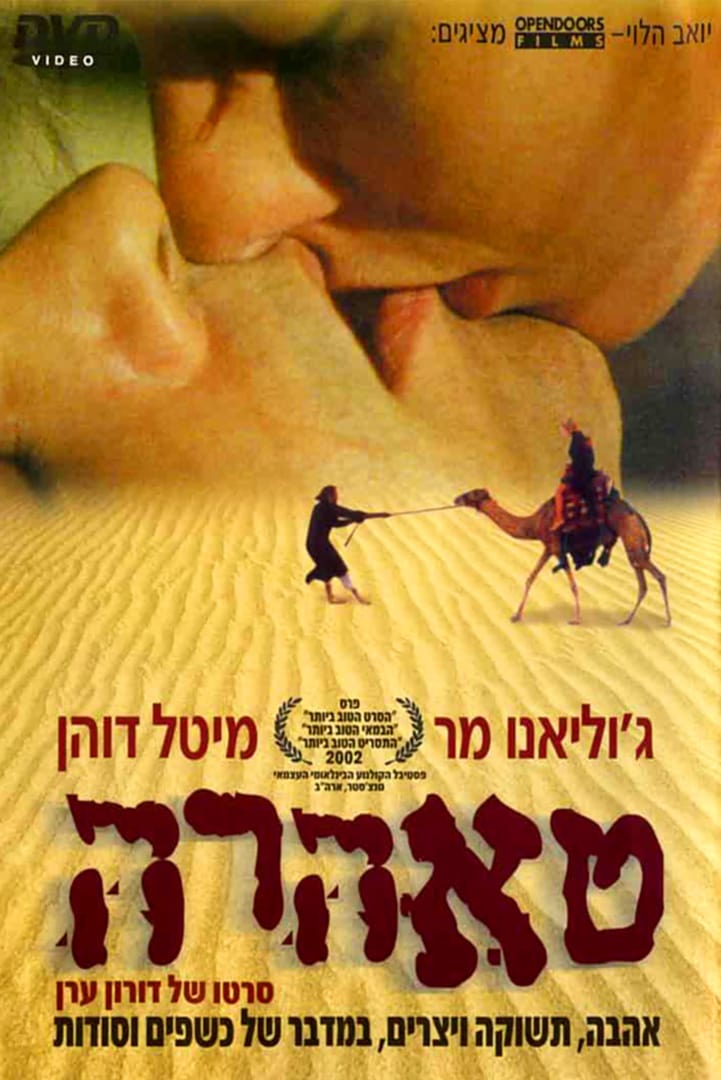 יואב הלוי – OPENDOORS FILMS מציגים:
VIDEO
ג'וליאנו מר
מיטל דוהן
פרס
"הסרט הטוב ביותר"
"הבמאי הטוב ביותר"
"התסריט הטוב ביותר"
2002
פסטיבל הקולנוע הבינלאומי העצמאי
מנצ'סטר, ארה"ב
טאהרה
סרטו של דורון ערן
אהבה, תשוקה ויצרים, במדבר של כשפים וסודות